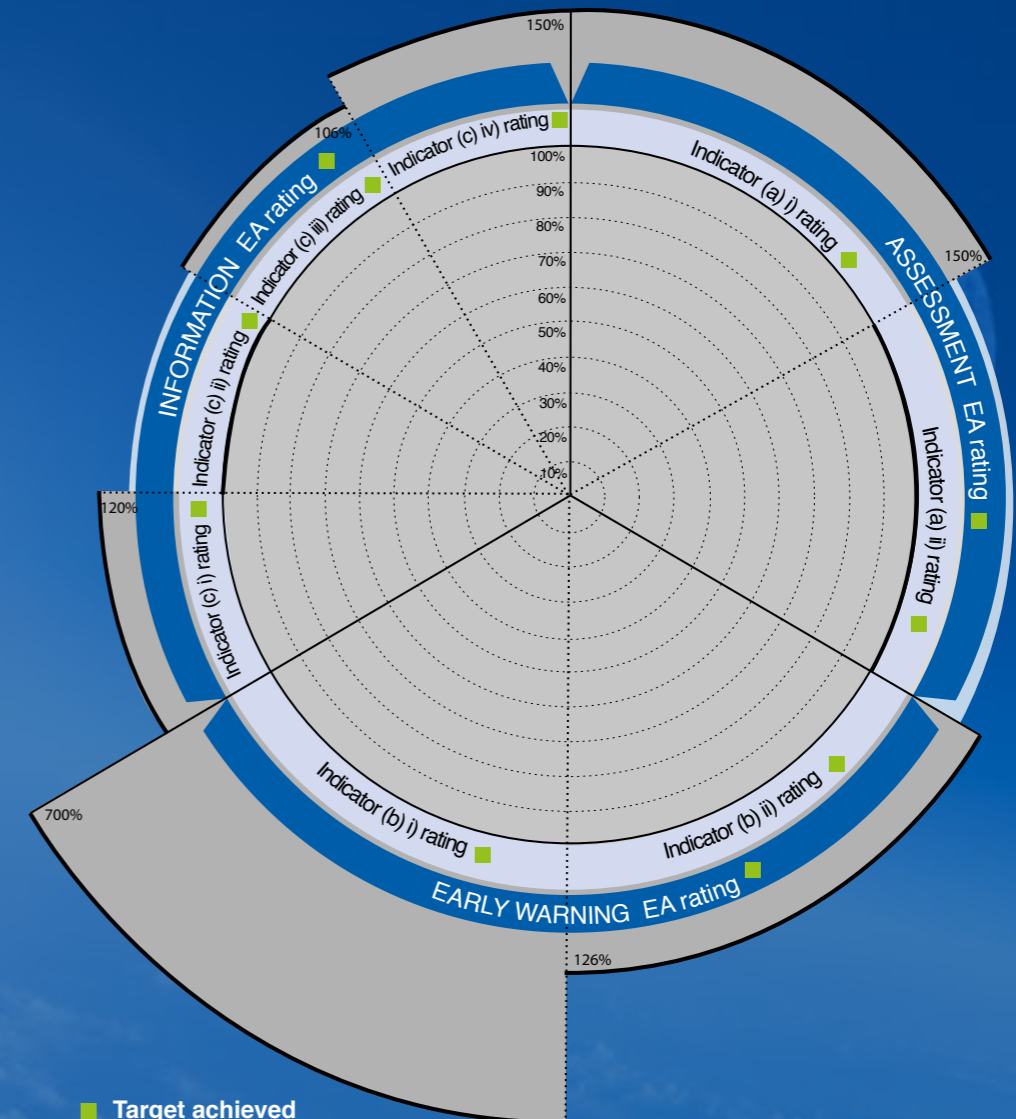 150%
106%
Indicator (c) iv) rating
Indicator (a) i) rating
100%
90%
80%
70%
60%
50%
40%
30%
20%
10%
150%
INFORMATION EA rating
Indicator (c) iii) rating
ASSESSMENT EA rating
Indicator (c) ii) rating
Indicator (a) ii) rating
120%
Indicator (c) i) rating
700%
Indicator (b) i) rating
Indicator (b) ii) rating
EARLY WARNING EA rating
126%
Target achieved